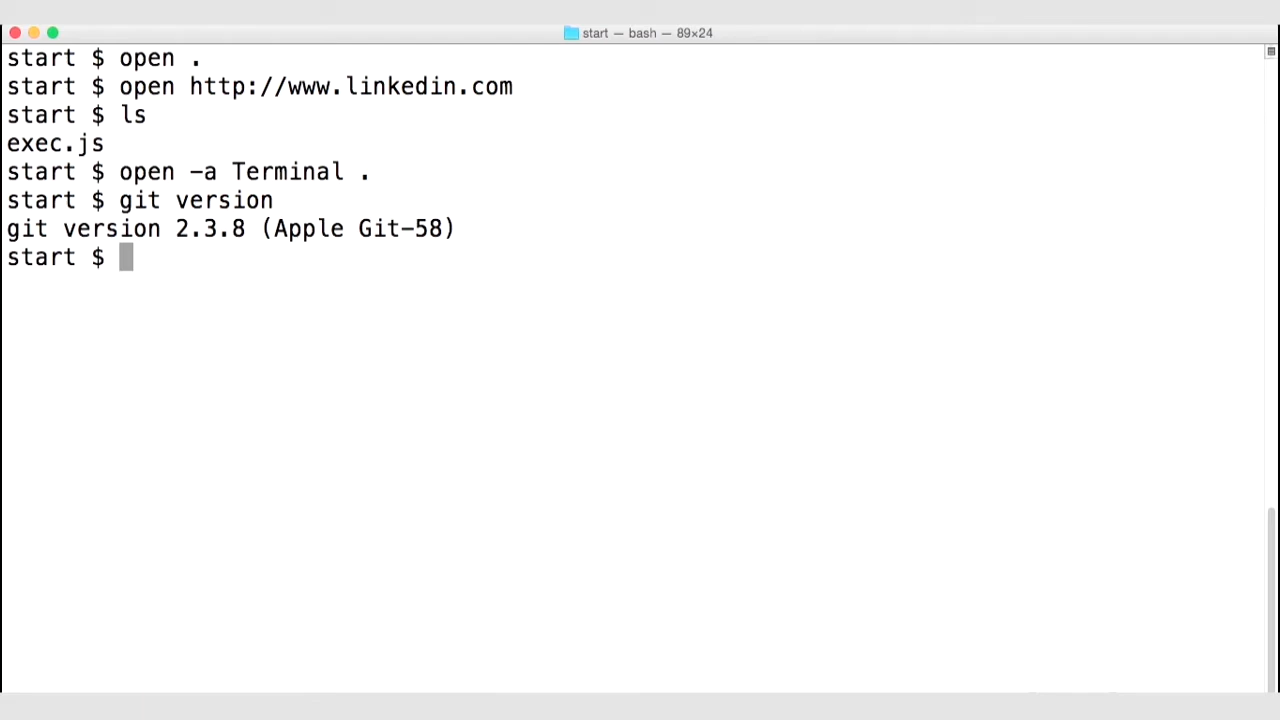 start — bash — 89×24
start $ open .
start $ open http://www.linkedin.com
start $ ls
exec.js
start $ open -a Terminal .
start $ git version
git version 2.3.8 (Apple Git-58)
start $